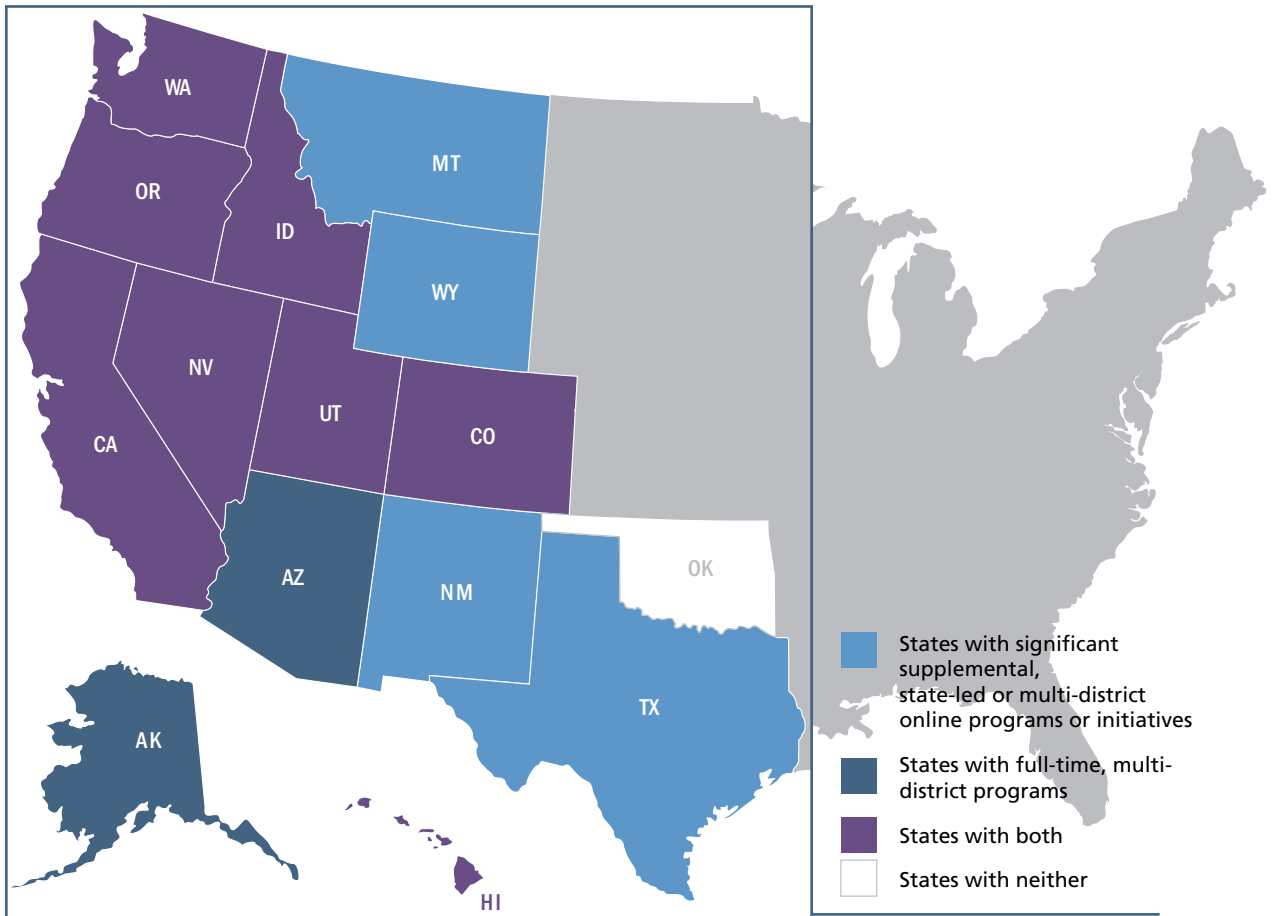 WA
MT
OR
ID
WY
NV
UT
CO
CA
AZ
NM
OK
TX
AK
HI
States with significant
supplemental,
state-led or multi-district
online programs or initiatives
States with full-time, multi-
district programs
States with both
States with neither